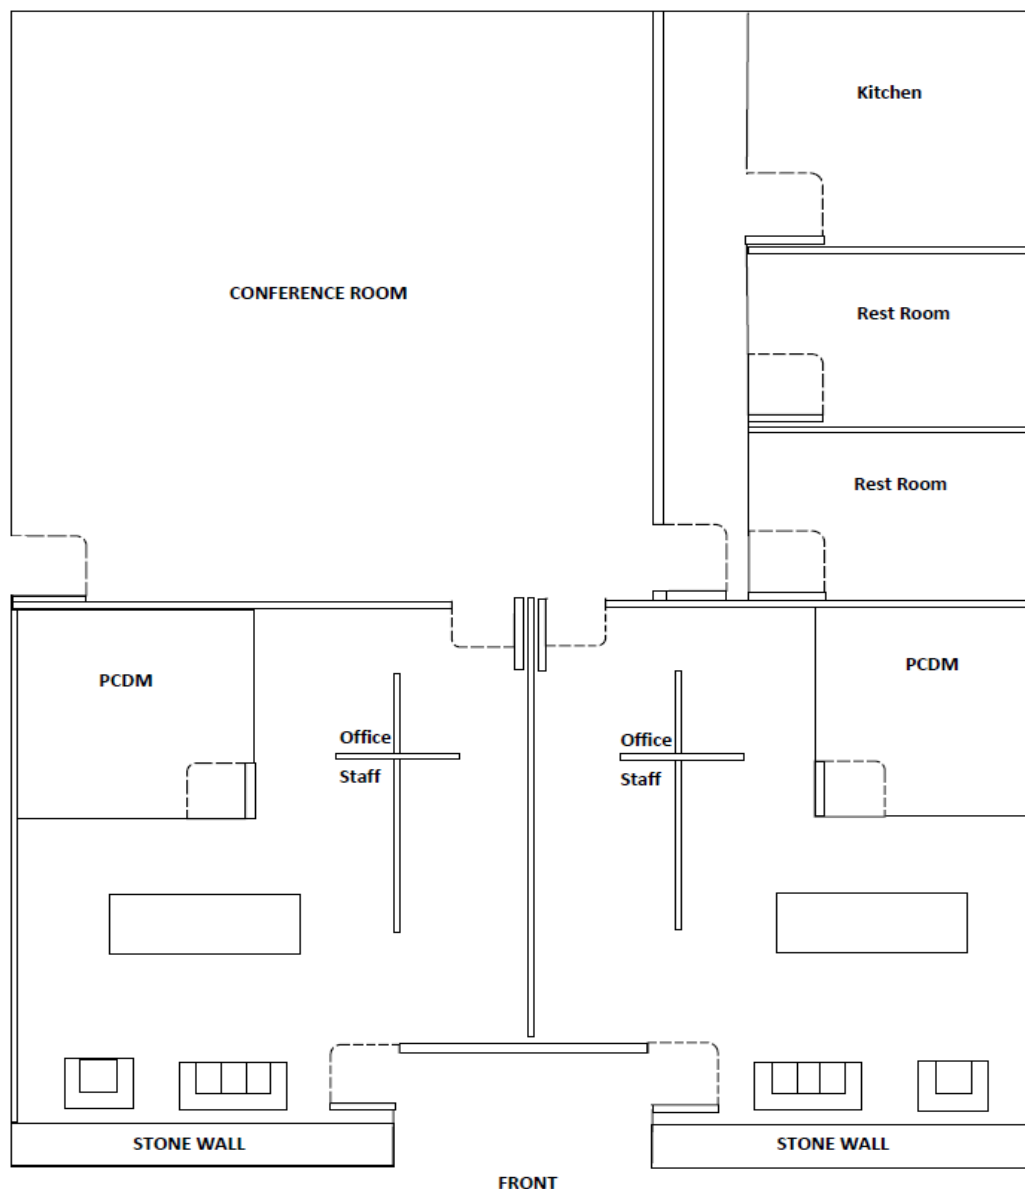 Kitchen
CONFERENCE ROOM
Rest Room
Rest Room
PCDM
PCDM
Office
Staff
Office
Staff
STONE WALL
STONE WALL
FRONT